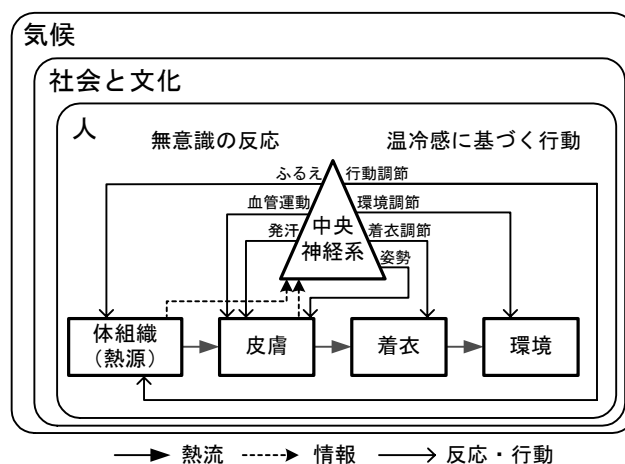 気候
社会と文化
人
無意識の反応
温冷感に基づく行動
ふるえ
行動調節
血管運動
環境調節
発汗
着衣調節
姿勢
中央
神経系
体組織
（熱源）
皮膚
着衣
環境
熱流
情報
反応・行動